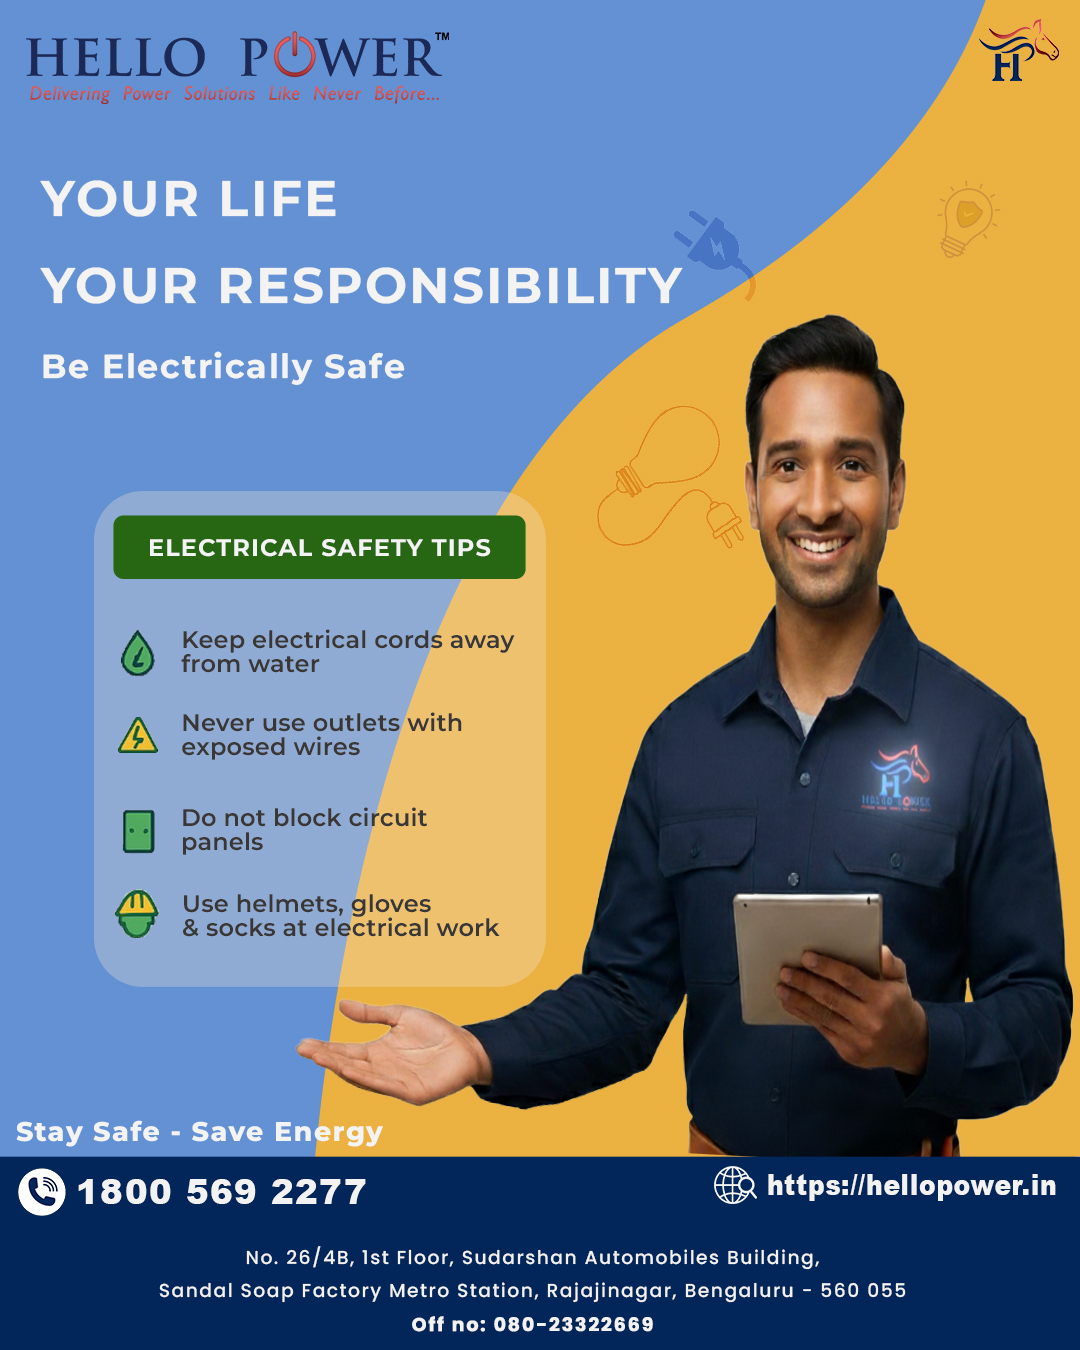 HELLO POWER™
Delivering Power Solutions Like Never Before...
H
YOUR LIFE
YOUR RESPONSIBILITY
Be Electrically Safe
ELECTRICAL SAFETY TIPS
Keep electrical cords away
from water
Never use outlets with
exposed wires
Do not block circuit
panels
Use helmets, gloves
& socks at electrical work
H
HELLO POWER
Stay Safe - Save Energy
1800 569 2277
https://hellopower.in
No. 26/4B, 1st Floor, Sudarshan Automobiles Building,
Sandal Soap Factory Metro Station, Rajajinagar, Bengaluru - 560 055
Off no: 080-23322669